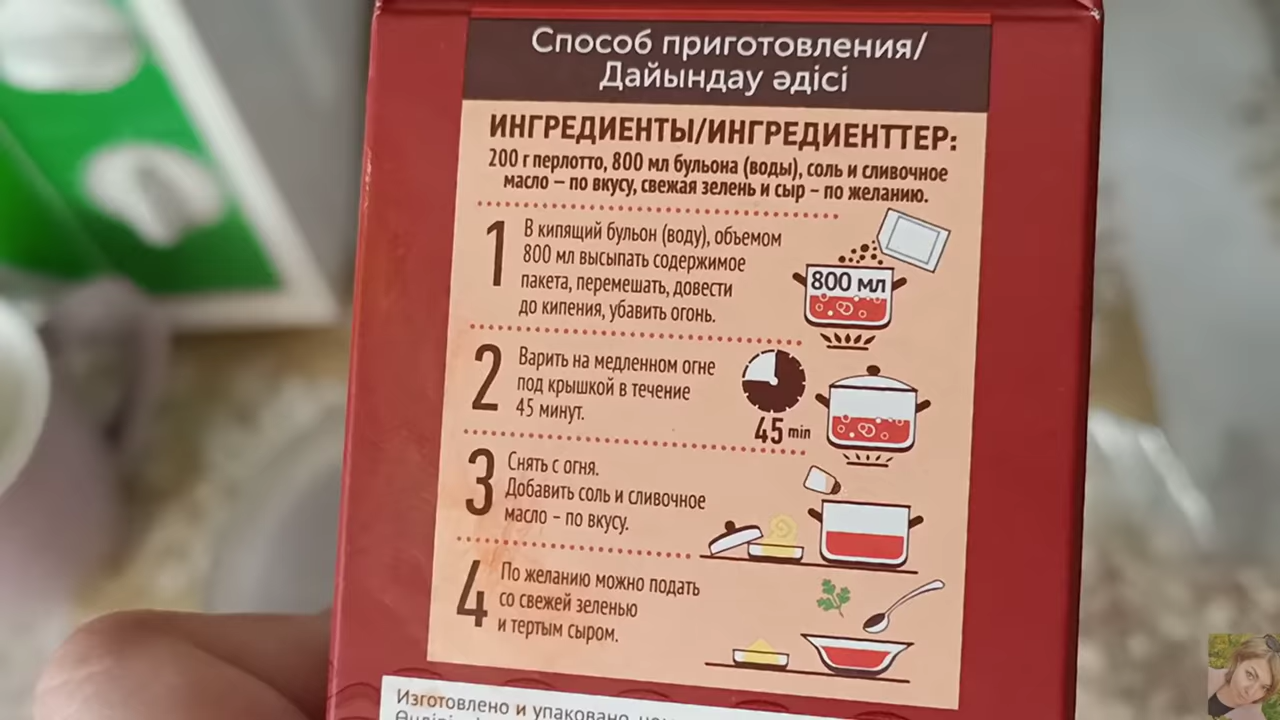 Способ приготовления/
Дайындау әдісі
ИНГРЕДИЕНТЫ/ИНГРЕДИЕНТТЕР:
200 г перлотто, 800 мл бульона (воды), соль и сливочное
масло – по вкусу, свежая зелень и сыр – по желанию.
1
В кипящий бульон (воду), объемом
800 мл высыпать содержимое
пакета, перемешать, довести
до кипения, убавить огонь.
800 мл
2
Варить на медленном огне
под крышкой в течение
45 минут.
45 min
3
Снять с огня.
Добавить соль и сливочное
масло – по вкусу.
4
По желанию можно подать
со свежей зеленью
и тертым сыром.
Изготовлено и упаковано